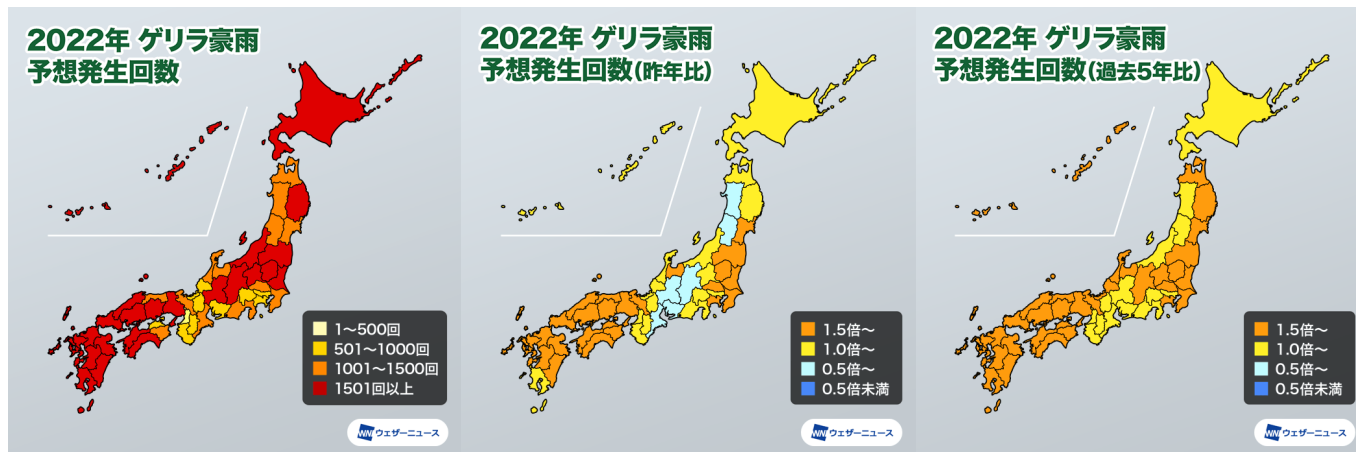 2022年 ゲリラ豪雨
予想発生回数
1〜500回
501〜1000回
1001〜1500回
1501回以上
WNI ウェザーニュース
2022年 ゲリラ豪雨
予想発生回数(昨年比)
1.5倍〜
1.0倍〜
0.5倍〜
0.5倍未満
WNI ウェザーニュース
2022年 ゲリラ豪雨
予想発生回数(過去5年比)
1.5倍〜
1.0倍〜
0.5倍〜
0.5倍未満
WNI ウェザーニュース